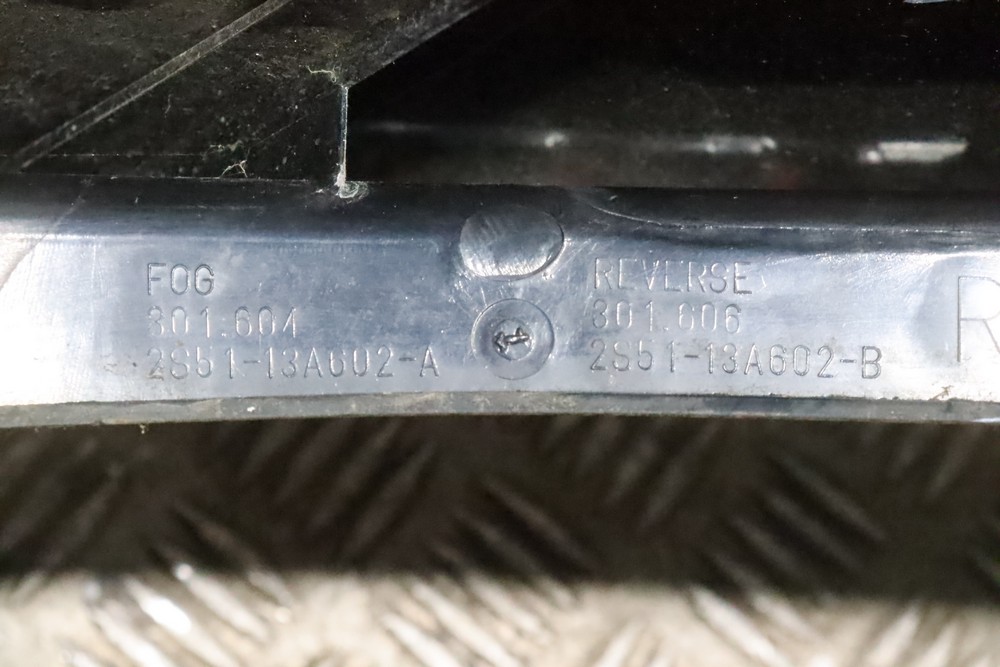 FOG
301.604
2S51-13A602-A
REVERSE
301.606
2S51-13A602-B
R